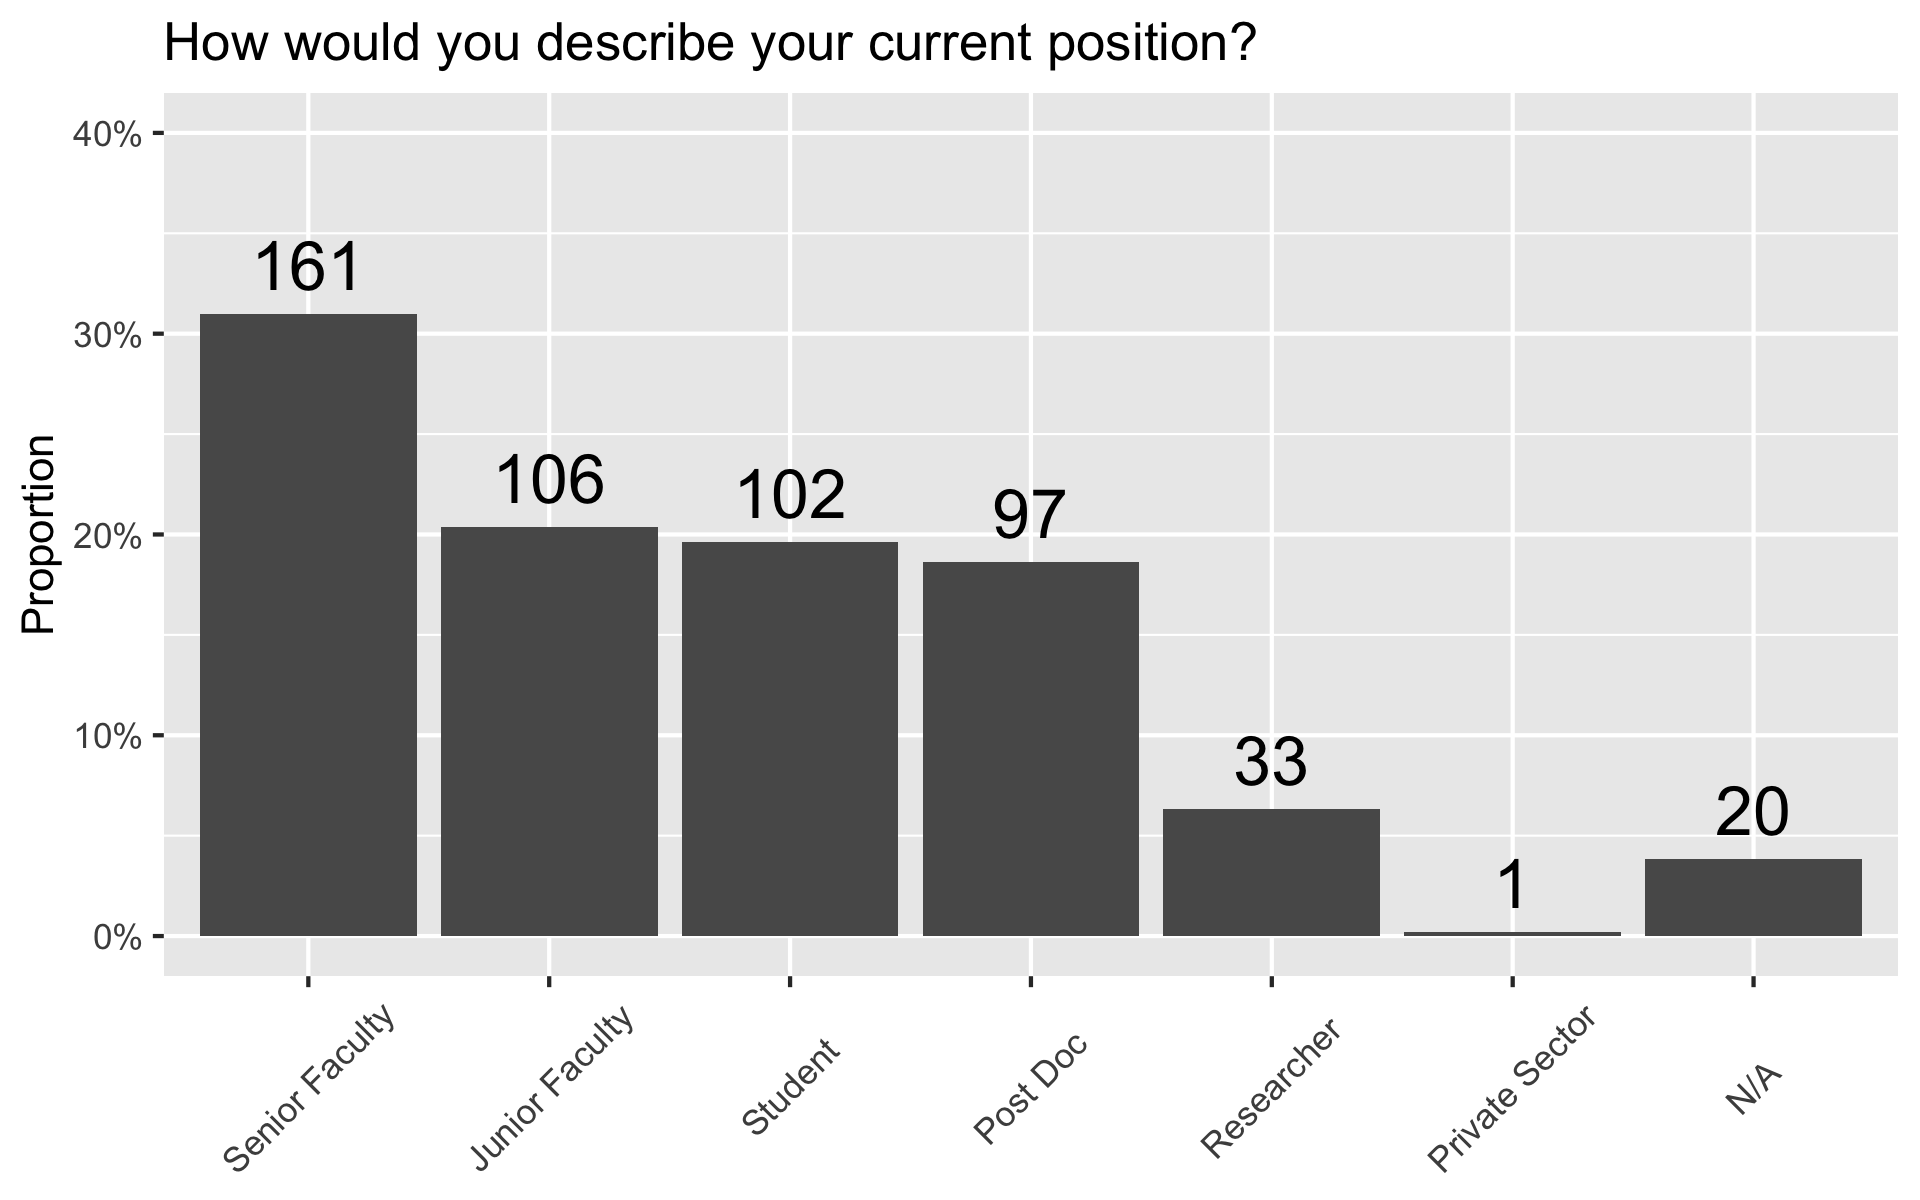 How would you describe your current position?
Proportion
40%
30%
20%
10%
0%
161
106
102
97
33
1
20
Senior Faculty
Junior Faculty
Student
Post Doc
Researcher
Private Sector
N/A